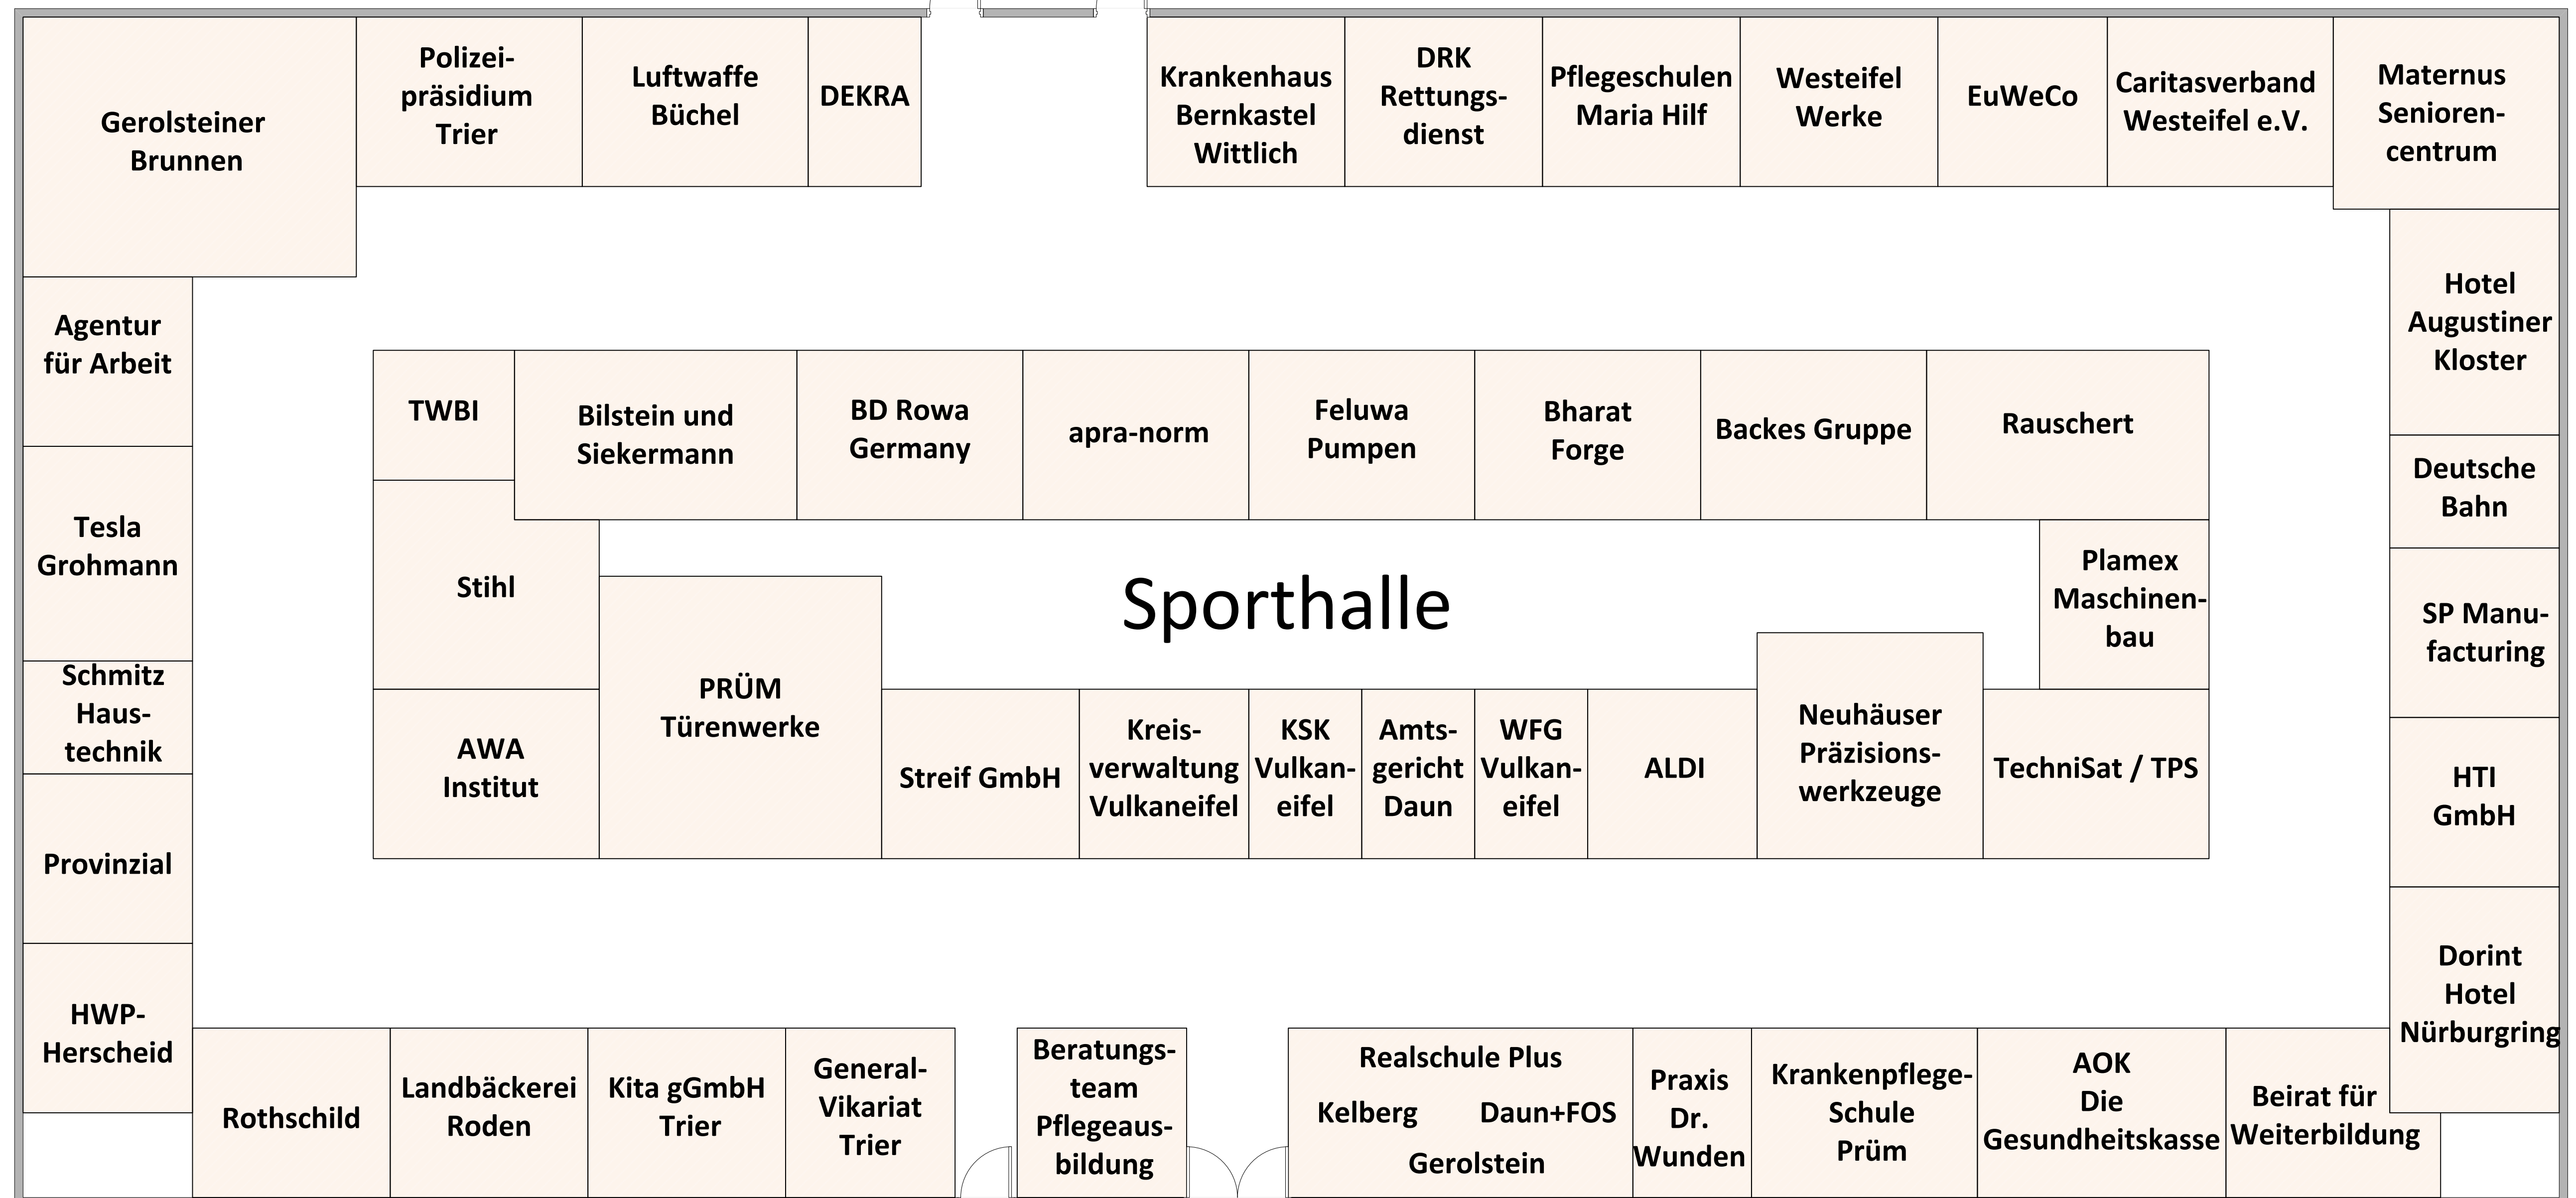 Gerolsteiner
Brunnen
Polizei-
präsidium
Trier
Luftwaffe
Büchel
DEKRA
Krankenhaus
Bernkastel
Wittlich
DRK
Rettungs-
dienst
Pflegeschulen
Maria Hilf
Westeifel
Werke
EuWeCo
Caritasverband
Westeifel e.V.
Maternus
Senioren-
centrum
Agentur
für Arbeit
Tesla
Grohmann
Schmitz
Haus-
technik
Provinzial
HWP-
Herscheid
TWBI
Bilstein und
Siekermann
BD Rowa
Germany
apra-norm
Feluwa
Pumpen
Bharat
Forge
Backes Gruppe
Rauschert
Stihl
Sporthalle
Plamex
Maschinen-
bau
AWA
Institut
PRÜM
Türenwerke
Streif GmbH
Kreis-
verwaltung
Vulkaneifel
KSK
Vulkan-
eifel
Amts-
gericht
Daun
WFG
Vulkan-
eifel
ALDI
Neuhäuser
Präzisions-
werkzeuge
TechniSat / TPS
Hotel
Augustiner
Kloster
Deutsche
Bahn
SP Manu-
facturing
HTI
GmbH
Dorint
Hotel
Nürburgring
Rothschild
Landbäckerei
Roden
Kita gGmbH
Trier
General-
Vikariat
Trier
Beratungs-
team
Pflegeaus-
bildung
Realschule Plus
Kelberg Daun+FOS
Gerolstein
Praxis
Dr.
Wunden
Krankenpflege-
Schule
Prüm
AOK
Die
Gesundheitskasse
Beirat für
Weiterbildung